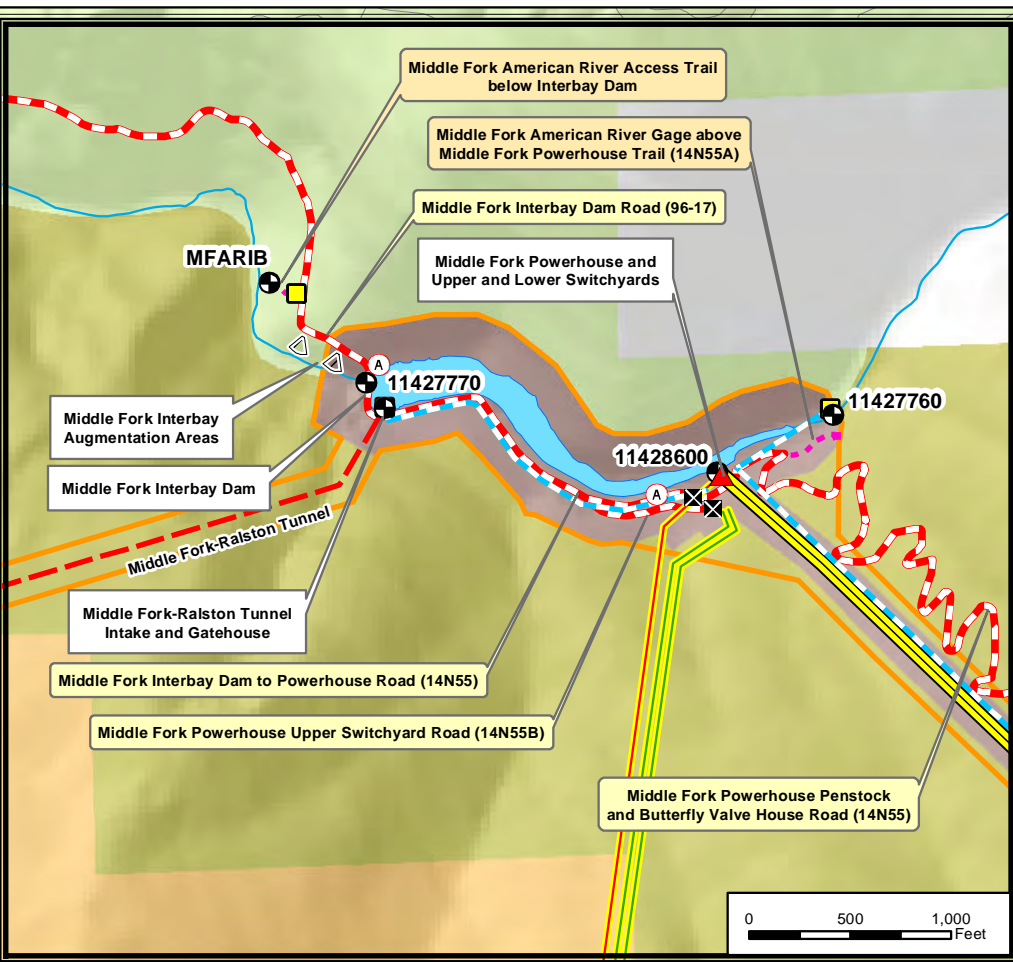 Middle Fork American River Access Trail
below Interbay Dam
Middle Fork American River Gage above
Middle Fork Powerhouse Trail (14N55A)
Middle Fork Interbay Dam Road (96-17)
Middle Fork Powerhouse and
Upper and Lower Switchyards
MFARIB
A
11427770
11427760
Middle Fork Interbay
Augmentation Areas
11428600
Middle Fork Interbay Dam
A
Middle Fork-Ralston Tunnel
Middle Fork-Ralston Tunnel
Intake and Gatehouse
Middle Fork Interbay Dam to Powerhouse Road (14N55)
Middle Fork Powerhouse Upper Switchyard Road (14N55B)
Middle Fork Powerhouse Penstock
and Butterfly Valve House Road (14N55)
0 500 1,000
Feet